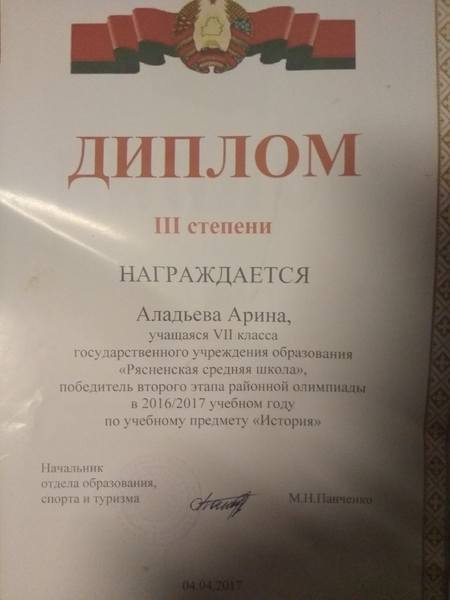 ДИПЛОМ
III степени
НАГРАЖДАЕТСЯ
Аладьева Арина,
учащаяся VII класса
государственного учреждения образования
«Рясненская средняя школа»,
победитель второго этапа районной олимпиады
в 2016/2017 учебном году
по учебному предмету «История»
Начальник
отдела образования,
спорта и туризма
М.Н.Панченко
04.04.2017